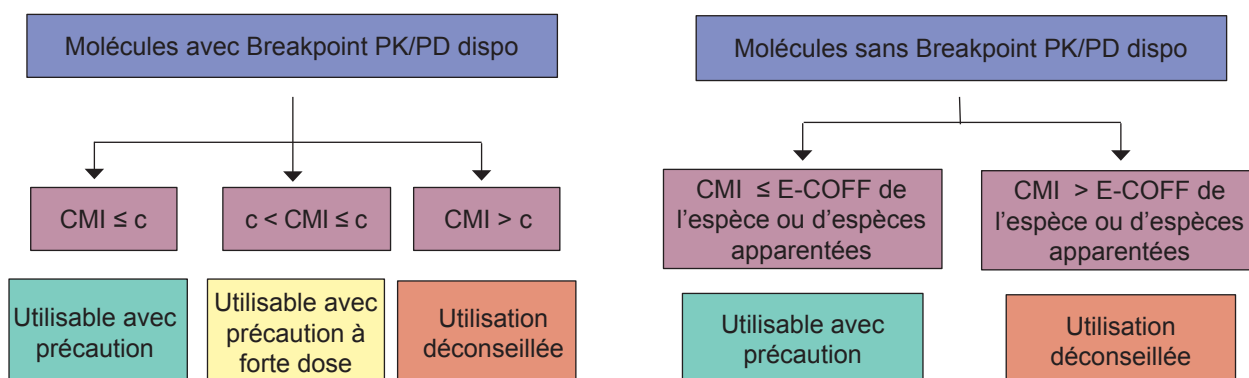 Molécules avec Breakpoint PK/PD dispo
CMI ≤ c
c < CMI ≤ c
CMI > c
Utilisable avec
précaution
Utilisable avec
précaution à
forte dose
Utilisation
déconseillée
Molécules sans Breakpoint PK/PD dispo
CMI ≤ E-COFF de
l’espèce ou d’espèces
apparentées
CMI > E-COFF de
l’espèce ou d’espèces
apparentées
Utilisable avec
précaution
Utilisation
déconseillée